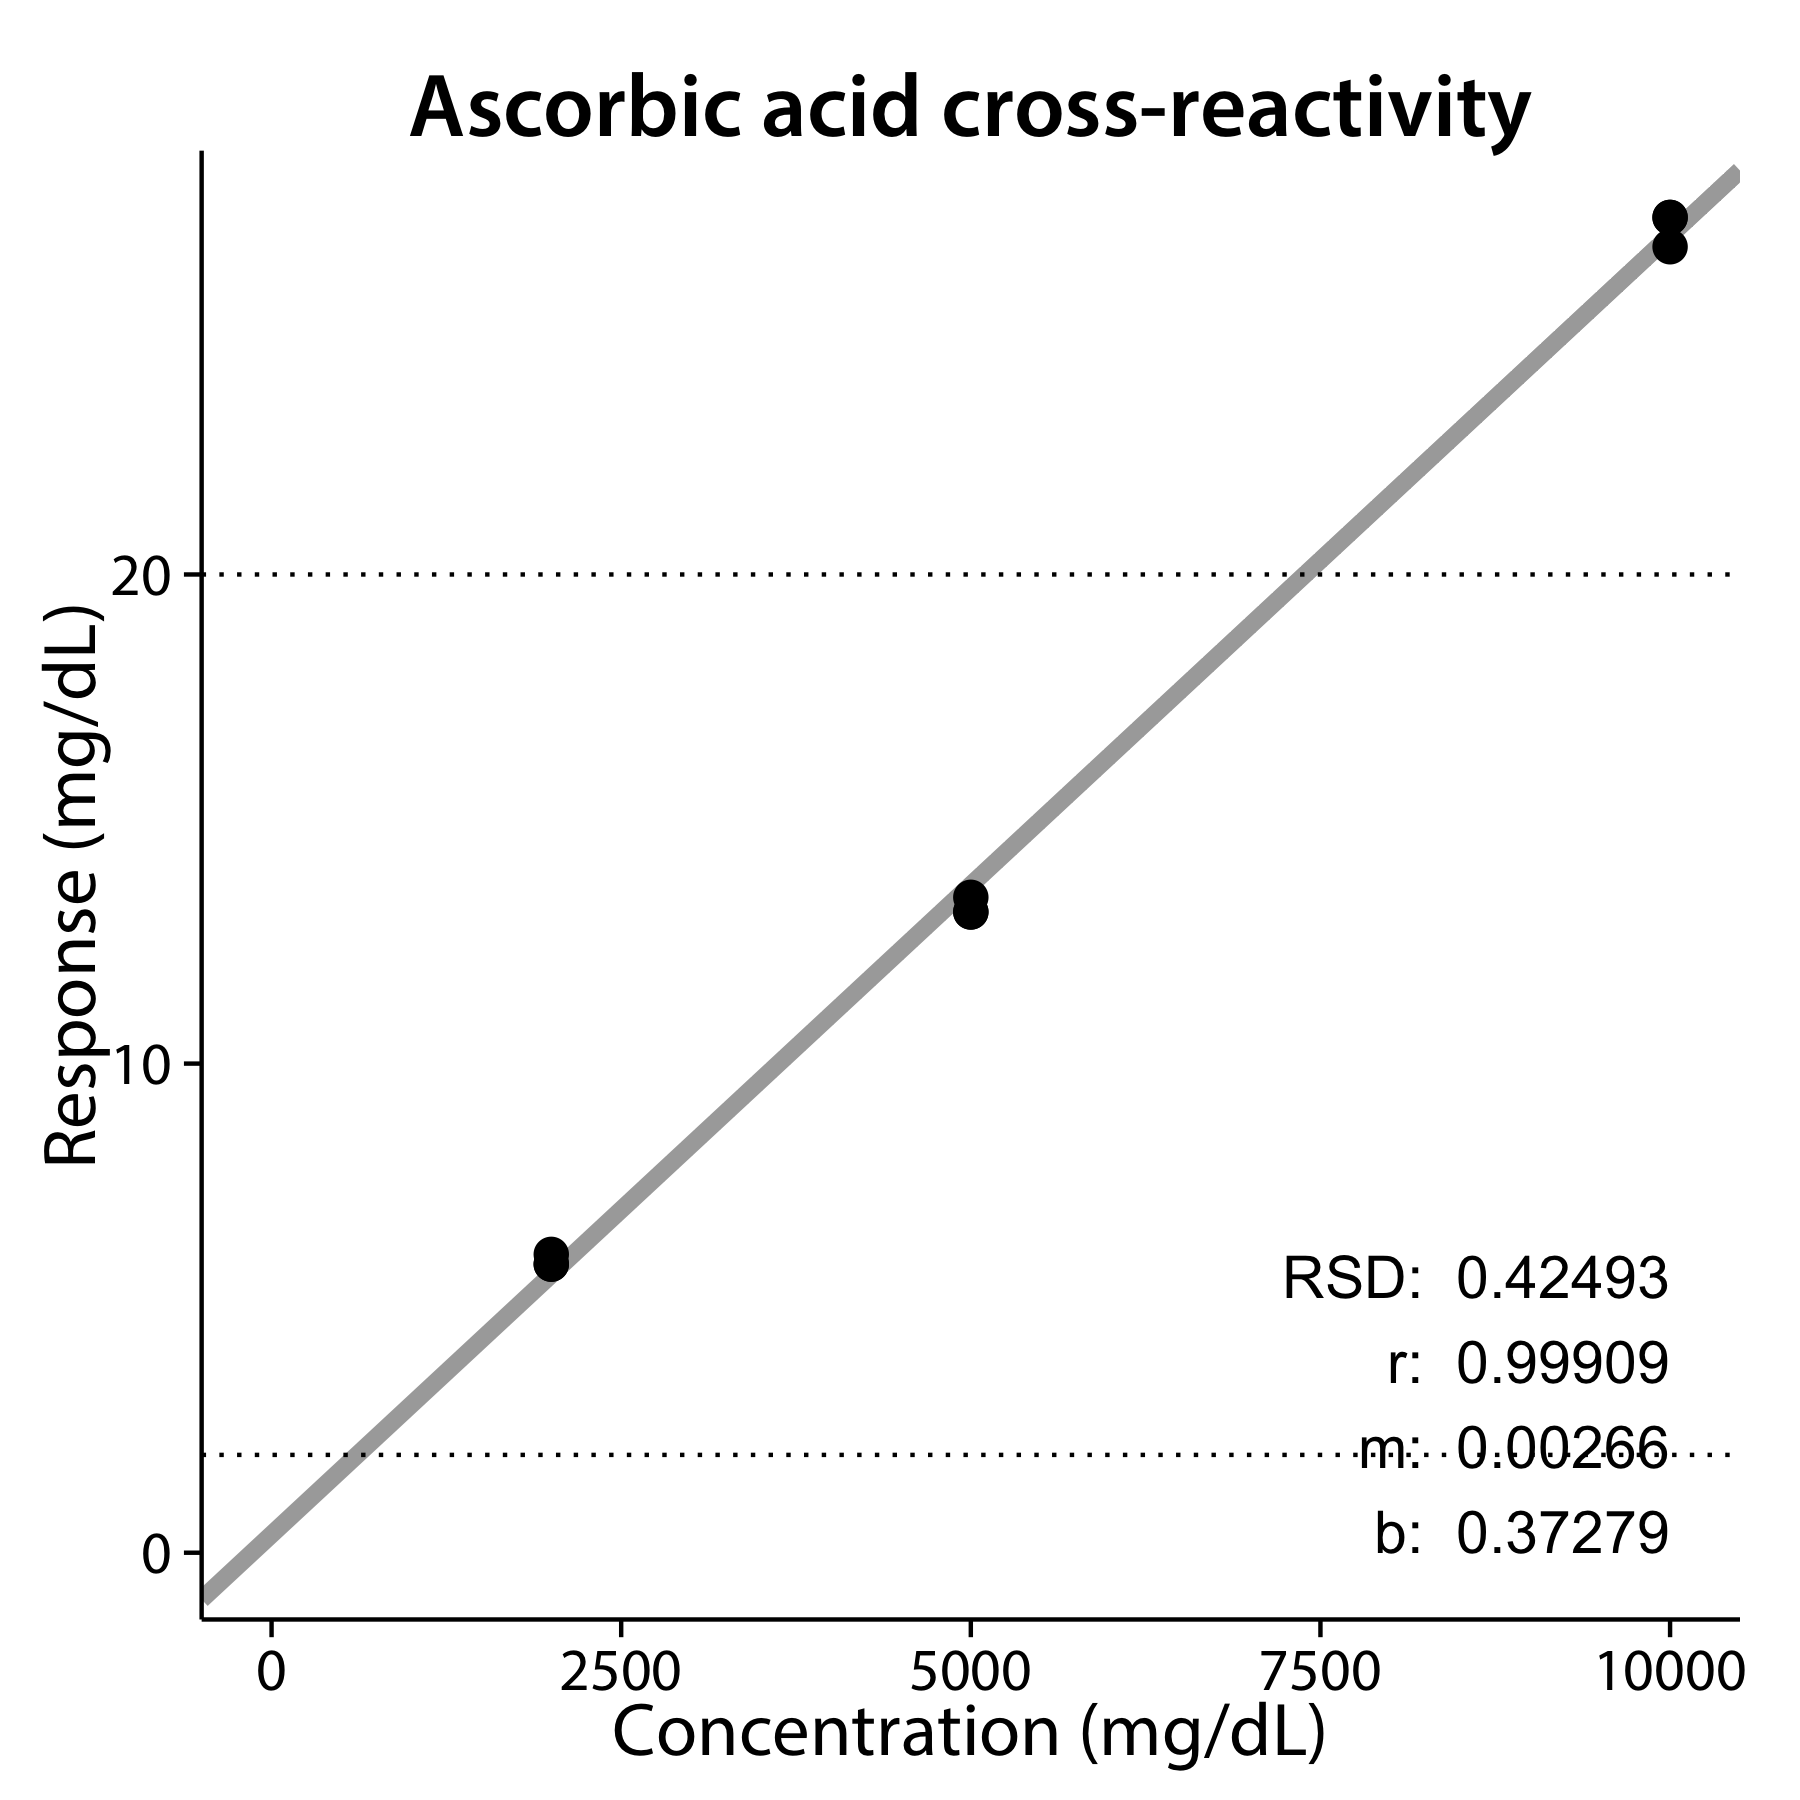 Ascorbic acid cross-reactivity
Response (mg/dL)
20
10
0
RSD: 0.42493
r: 0.99909
m: 0.00266
b: 0.37279
0 2500 5000 7500 10000
Concentration (mg/dL)